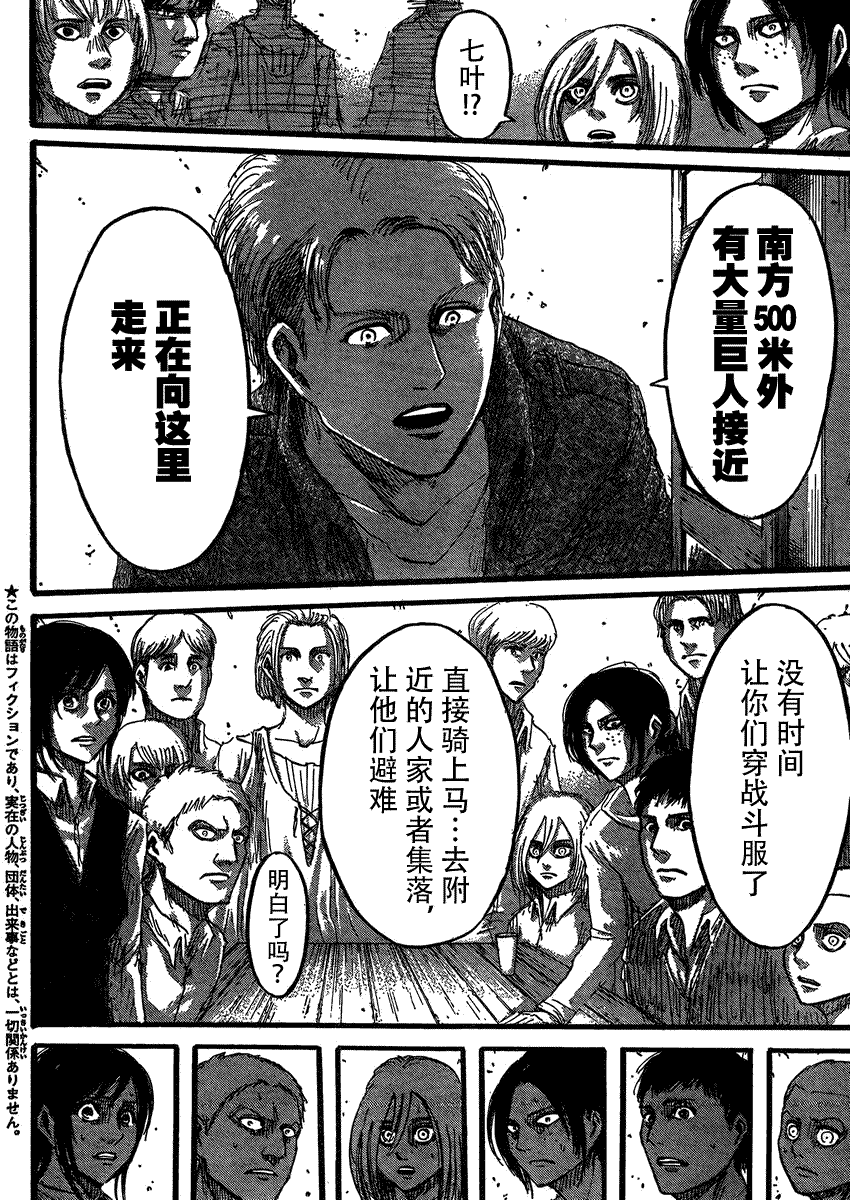 七叶!?
南方500米外
有大量巨人接近
正在向这里
走来
没有时间
让你们穿战斗服了
直接骑上马…去附
近的人家或者集落,
让他们避难
明白了吗？
★この物語はフィクションであり、実在の人物、団体、出来事などとは、一切関係ありません。